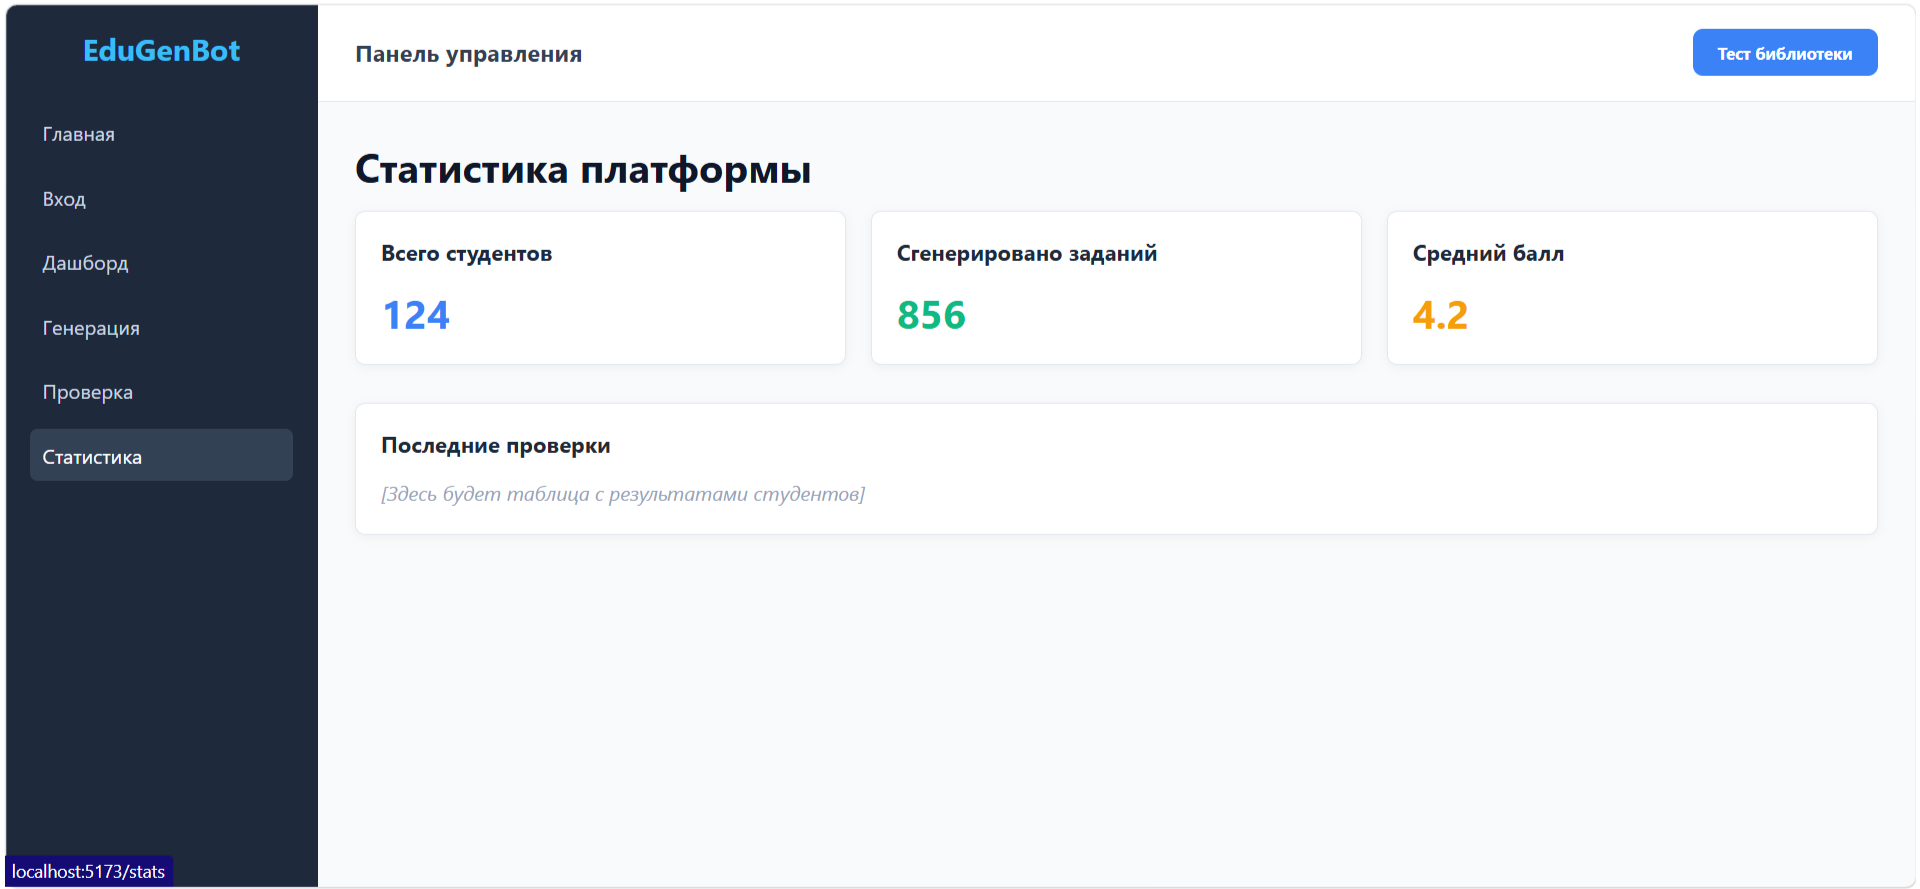 EduGenBot
Главная
Вход
Дашборд
Генерация
Проверка
Статистика
Панель управления
Тест библиотеки
Статистика платформы
Всего студентов
124
Сгенерировано заданий
856
Средний балл
4.2
Последние проверки
[Здесь будет таблица с результатами студентов]
localhost:5173/stats